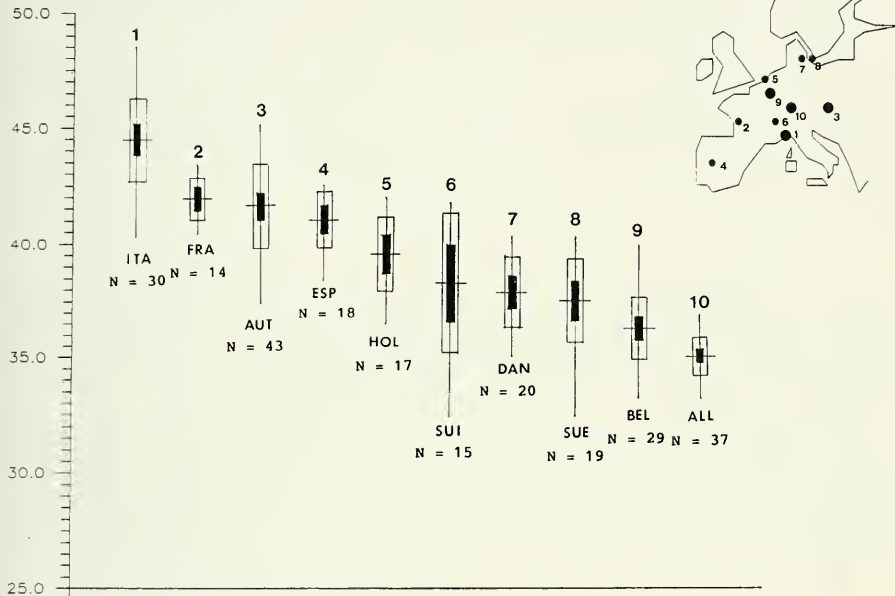 50.0
45.0
40.0
35.0
30.0
25.0
1
ITA
N = 30
2
FRA
N = 14
3
AUT
N = 43
4
ESP
N = 18
5
HOL
N = 17
6
SUI
N = 15
7
DAN
N = 20
8
SUE
N = 19
9
BEL
N = 29
10
ALL
N = 37
7
8
5
9
10
3
2
6
1
4